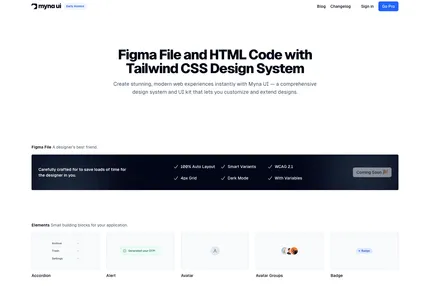 myna ui
Blog Changelog Sign in Go Pro
Figma File and HTML Code with
Tailwind CSS Design System
Create stunning, modern web experiences instantly with Myna UI — a comprehensive
design system and UI kit that lets you customize and extend designs.
Figma File A designer's best friend.
Carefully crafted for to save loads of time for
the designer in you.
100% Auto Layout Smart Variants WCAG 2.1
4px Grid Dark Mode With Variables
Coming Soon
Elements Small building blocks for your application.
Accordion Alert Avatar Avatar Groups Badge